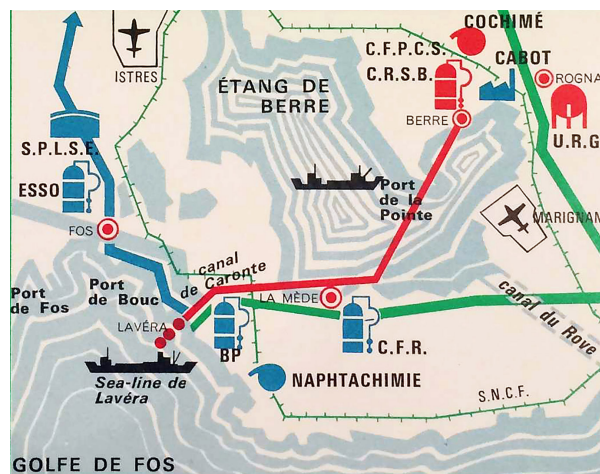 COCHIMÉ
C.F.P.C.S.
C.R.S.B.
CABOT
ISTRES
ÉTANG DE
BERRE
ROGNA
BERRE
U.R.G
S.P.L.S.E.
ESSO
Port
de la
Pointe
MARIGNAN
FOS
canal
de Caronte
Port
de Fos
Port
de Bouc
LA MÈDE
canal du Rove
LAVÉRA
BP
C.F.R.
Sea-line de
Lavéra
NAPHTACHIMIE
S.N.C.F.
GOLFE DE FOS